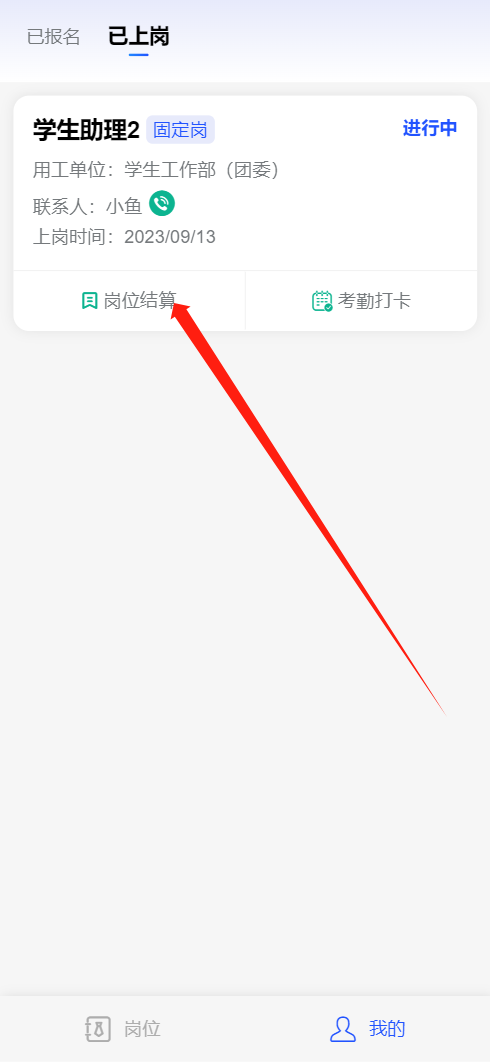 已报名 已上岗
学生助理2 固定岗 进行中
用工单位：学生工作部（团委）
联系人：小鱼
上岗时间：2023/09/13
岗位结算 考勤打卡
岗位 我的